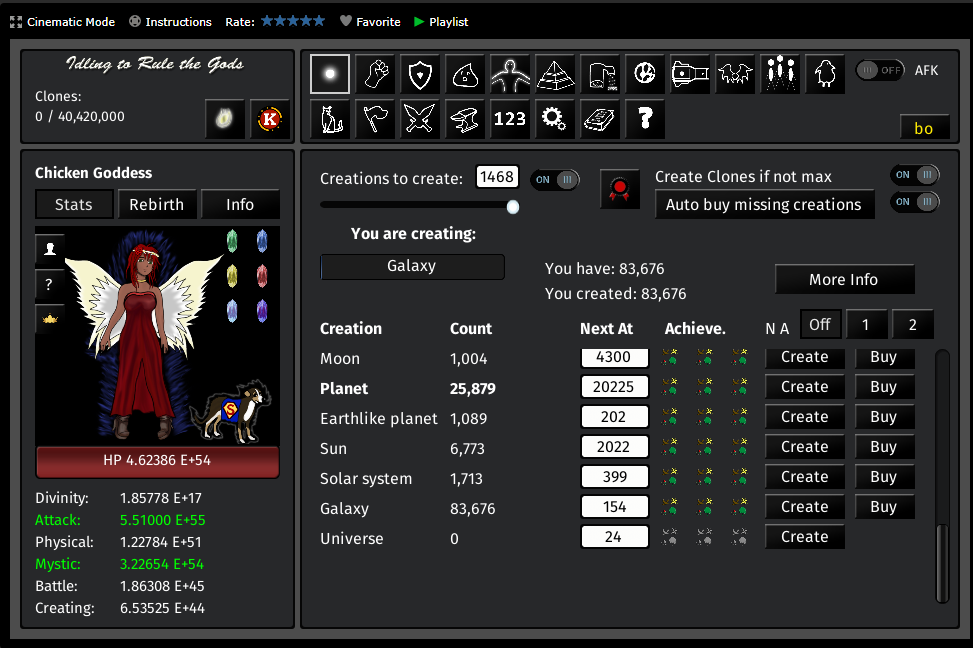 Cinematic Mode Instructions Rate: Favorite Playlist
Idling to Rule the Gods
Clones:
0 / 40,420,000
K
OFF AFK
123 ?
bo
Chicken Goddess
Stats Rebirth Info
?
S
HP 4.62386 E+54
Divinity: 1.85778 E+17
Attack: 5.51000 E+55
Physical: 1.22784 E+51
Mystic: 3.22654 E+54
Battle: 1.86308 E+45
Creating: 6.53525 E+44
Creations to create: 1468 ON
Create Clones if not max ON
Auto buy missing creations ON
You are creating:
Galaxy
You have: 83,676
You created: 83,676
More Info
Creation Count Next At Achieve. N A Off 1 2
Moon 1,004 4300 Create Buy
Planet 25,879 20225 Create Buy
Earthlike planet 1,089 202 Create Buy
Sun 6,773 2022 Create Buy
Solar system 1,713 399 Create Buy
Galaxy 83,676 154 Create Buy
Universe 0 24 Create